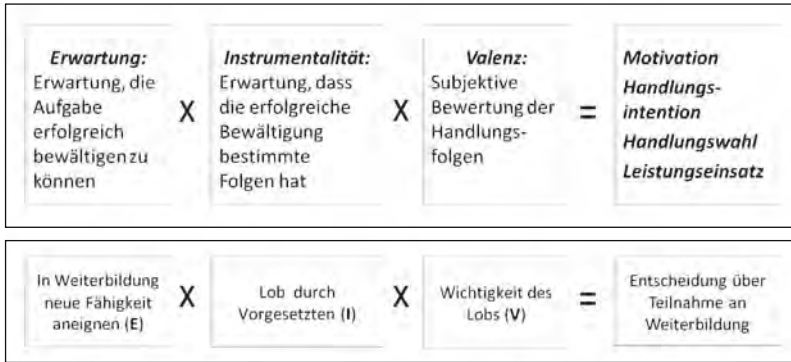 Erwartung:
Erwartung, die
Aufgabe
erfolgreich
bewältigen zu
können
X
Instrumentalität:
Erwartung, dass
die erfolgreiche
Bewältigung
bestimmte
Folgen hat
X
Valenz:
Subjektive
Bewertung der
Handlungs-
folgen
=
Motivation
Handlungs-
intention
Handlungswahl
Leistungseinsatz
In Weiterbildung
neue Fähigkeit
aneignen (E)
X
Lob durch
Vorgesetzten (I)
X
Wichtigkeit des
Lobs (V)
=
Entscheidung über
Teilnahme an
Weiterbildung